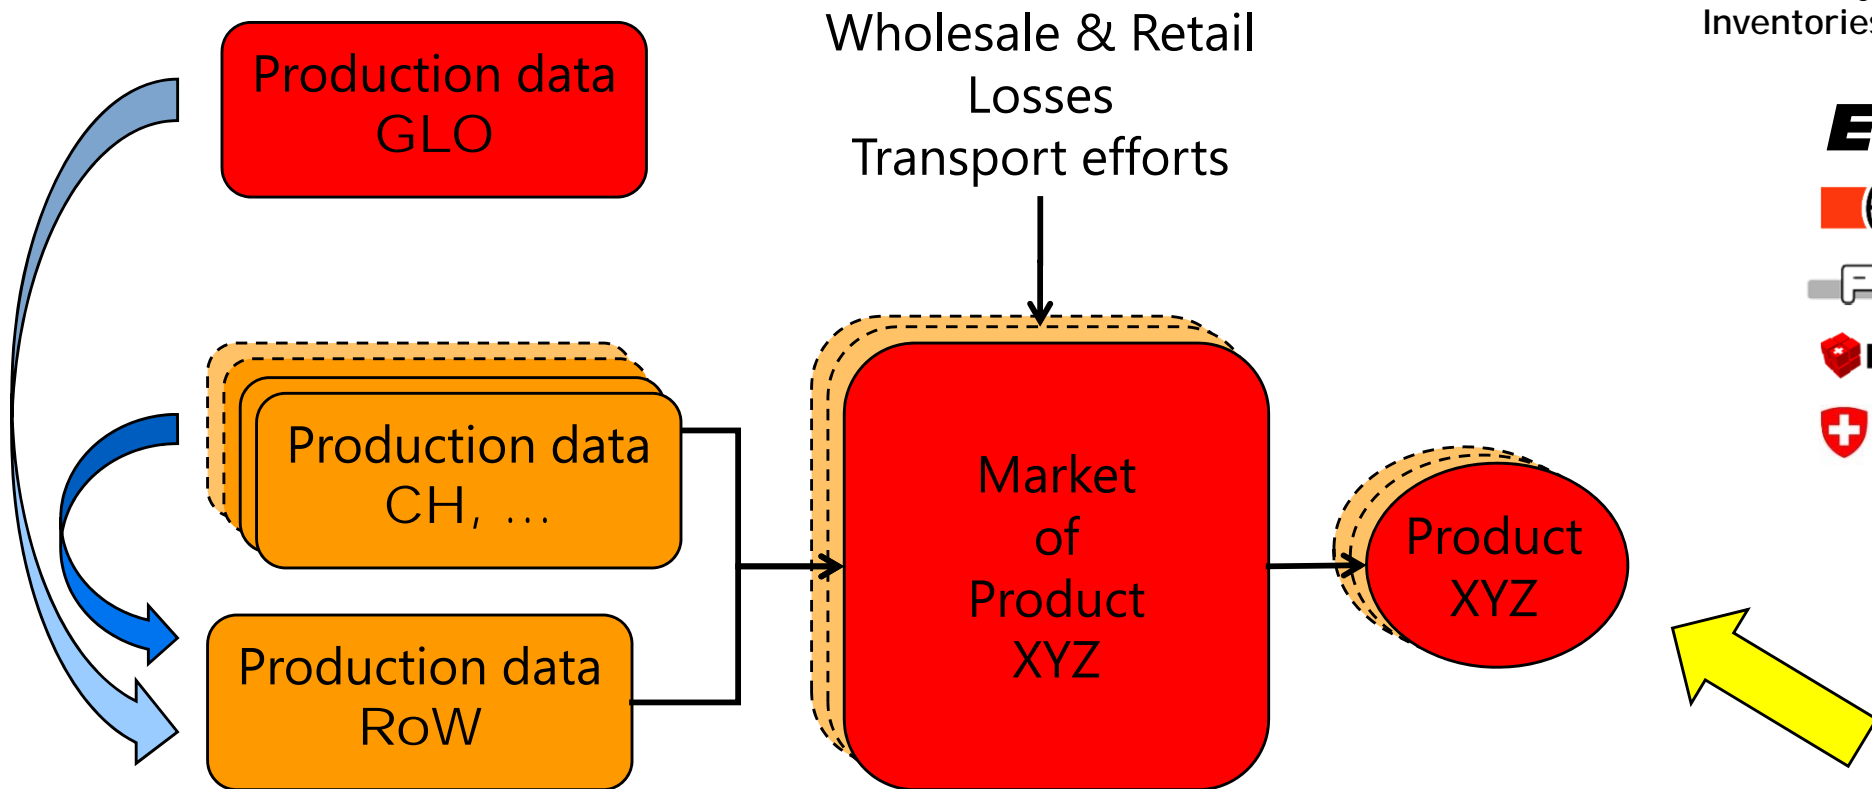 Production data
GLO
Wholesale & Retail
Losses
Transport efforts
Inventories
Production data
CH, ...
Production data
RoW
Market
of
Product
XYZ
Product
XYZ